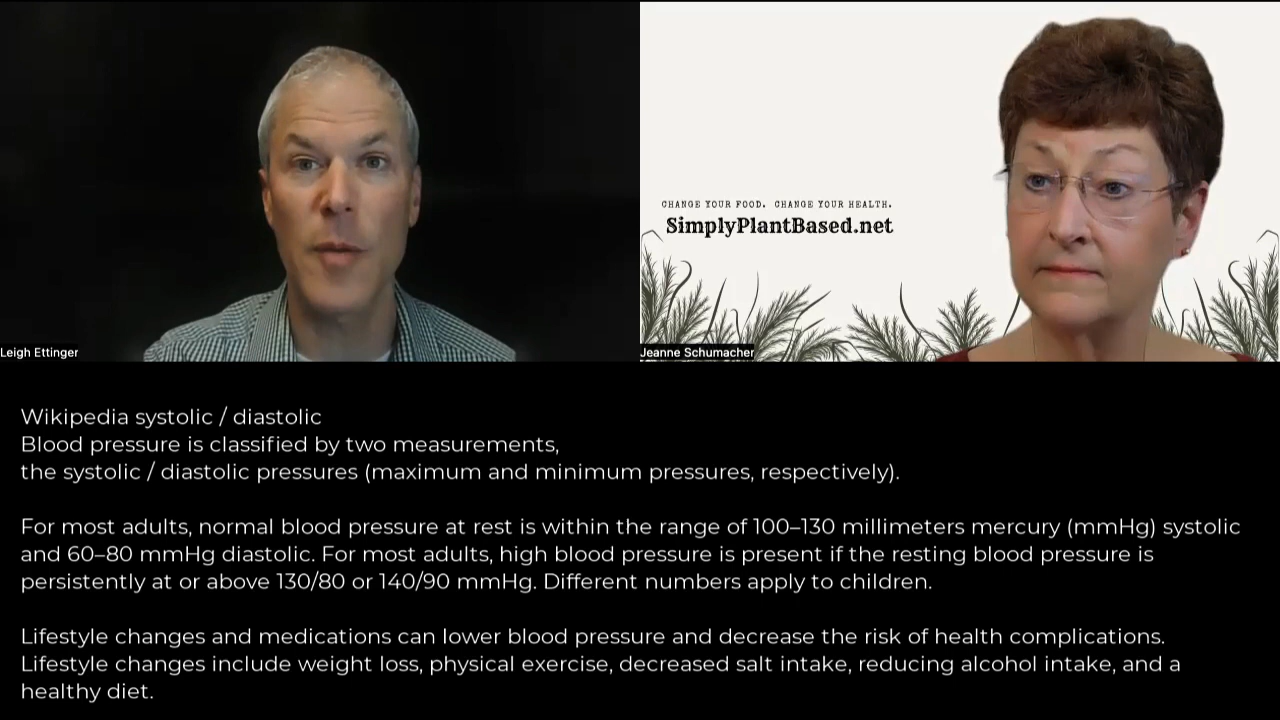 CHANGE YOUR FOOD. CHANGE YOUR HEALTH.
SimplyPlantBased.net
Leigh Ettinger
Jeanne Schumacher
Wikipedia systolic / diastolic
Blood pressure is classified by two measurements,
the systolic / diastolic pressures (maximum and minimum pressures, respectively).
For most adults, normal blood pressure at rest is within the range of 100–130 millimeters mercury (mmHg) systolic
and 60–80 mmHg diastolic. For most adults, high blood pressure is present if the resting blood pressure is
persistently at or above 130/80 or 140/90 mmHg. Different numbers apply to children.
Lifestyle changes and medications can lower blood pressure and decrease the risk of health complications.
Lifestyle changes include weight loss, physical exercise, decreased salt intake, reducing alcohol intake, and a
healthy diet.